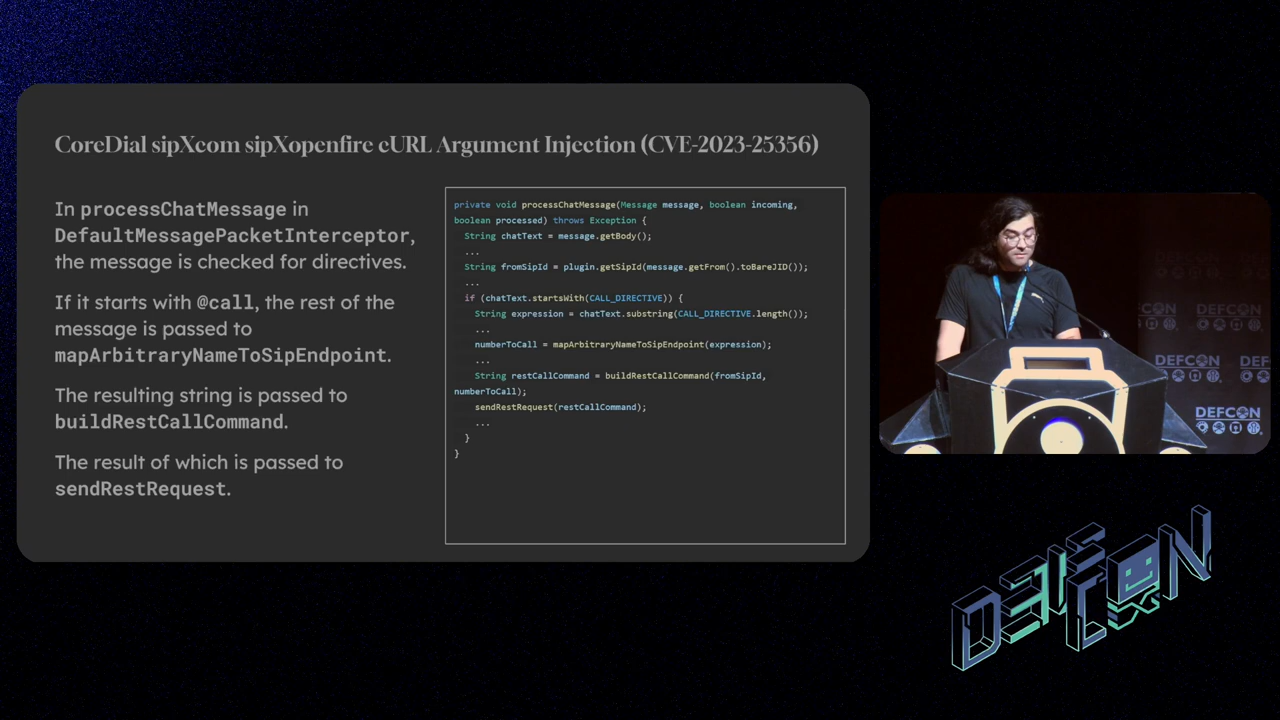 CoreDial sipXcom sipXopenfire cURL Argument Injection (CVE-2023-25356)
In processChatMessage in
DefaultMessagePacketInterceptor,
the message is checked for directives.
If it starts with @call, the rest of the
message is passed to
mapArbitraryNameToSipEndpoint.
The resulting string is passed to
buildRestCallCommand.
The result of which is passed to
sendRestRequest.
private void processChatMessage(Message message, boolean incoming,
boolean processed) throws Exception {
String chatText = message.getBody();
...
String fromSipId = plugin.getSipId(message.getFrom().toBareJID());
...
if (chatText.startsWith(CALL_DIRECTIVE)) {
String expression = chatText.substring(CALL_DIRECTIVE.length());
...
numberToCall = mapArbitraryNameToSipEndpoint(expression);
...
String restCallCommand = buildRestCallCommand(fromSipId,
numberToCall);
sendRestRequest(restCallCommand);
...
}
}
DEFCON
DEFCON
DEFCON
DEFCON
DEF CON